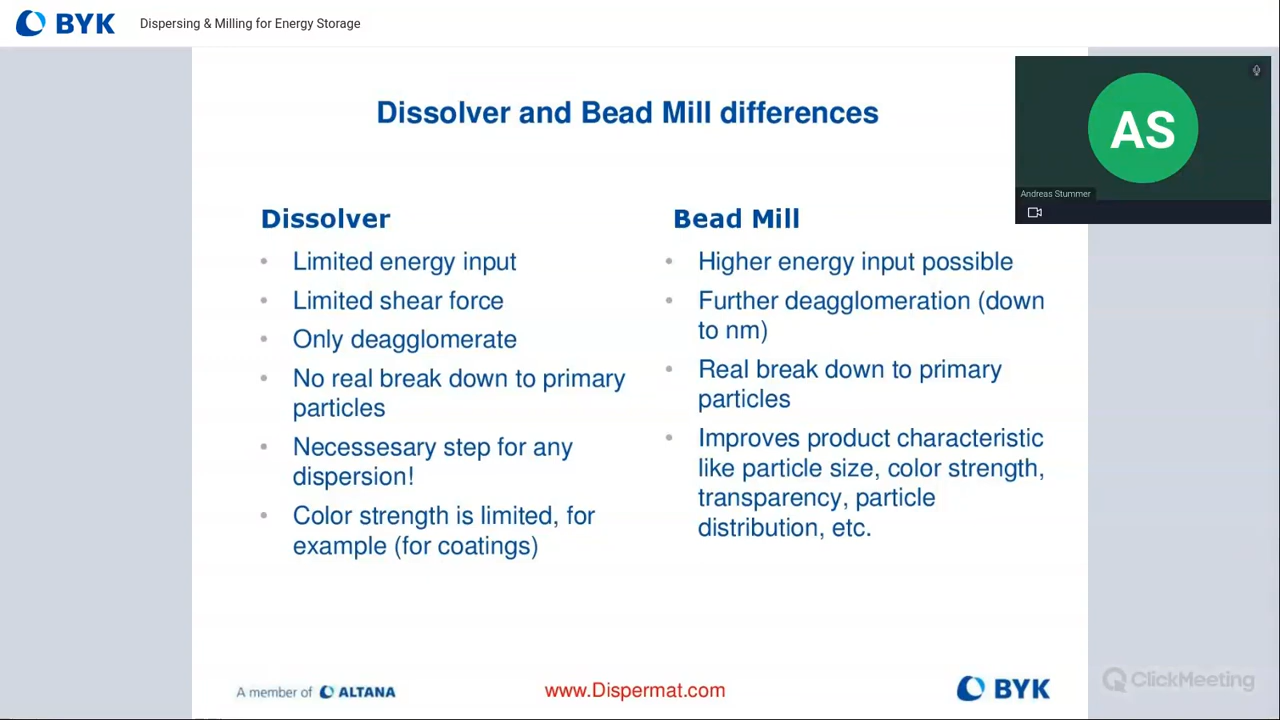 BYK
Dispersing & Milling for Energy Storage
Dissolver and Bead Mill differences
AS
Andreas Stummer
Dissolver
Limited energy input
Limited shear force
Only deagglomerate
No real break down to primary
particles
Necessesary step for any
dispersion!
Color strength is limited, for
example (for coatings)
Bead Mill
Higher energy input possible
Further deagglomeration (down
to nm)
Real break down to primary
particles
Improves product characteristic
like particle size, color strength,
transparency, particle
distribution, etc.
A member of ALTANA
www.Dispermat.com
BYK
ClickMeeting